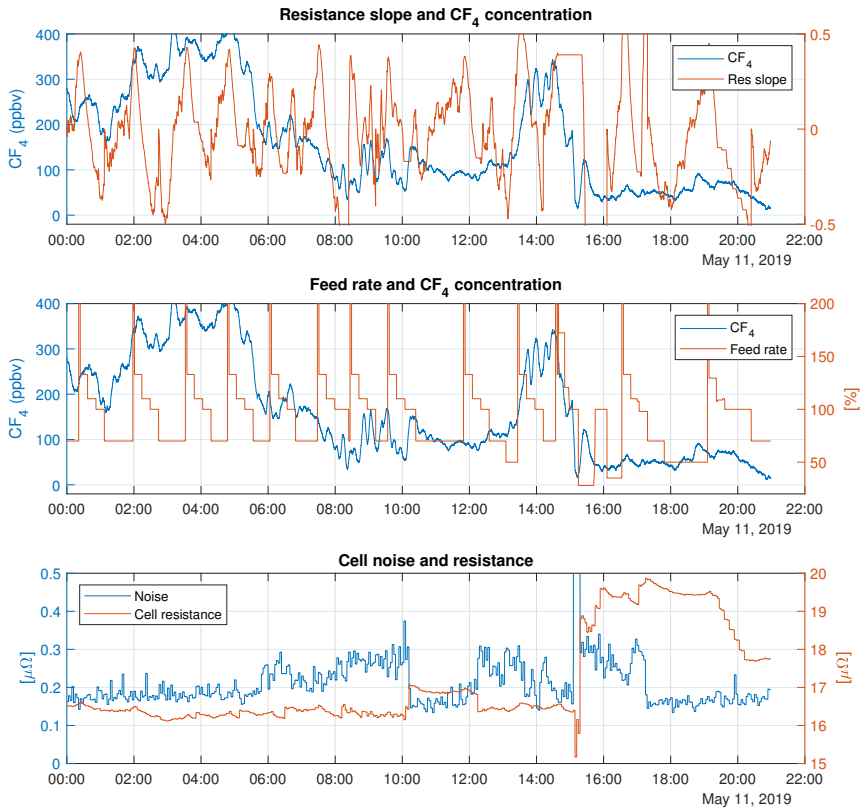 Resistance slope and CF4 concentration
400
300
200
100
0
CF4 (ppbv)
0.5
0
-0.5
CF4
Res slope
00:00 02:00 04:00 06:00 08:00 10:00 12:00 14:00 16:00 18:00 20:00 22:00
May 11, 2019
Feed rate and CF4 concentration
400
300
200
100
0
CF4 (ppbv)
200
150
100
50
[%]
CF4
Feed rate
00:00 02:00 04:00 06:00 08:00 10:00 12:00 14:00 16:00 18:00 20:00 22:00
May 11, 2019
Cell noise and resistance
0.5
0.4
0.3
0.2
0.1
0
[μΩ]
20
19
18
17
16
15
[μΩ]
Noise
Cell resistance
00:00 02:00 04:00 06:00 08:00 10:00 12:00 14:00 16:00 18:00 20:00 22:00
May 11, 2019